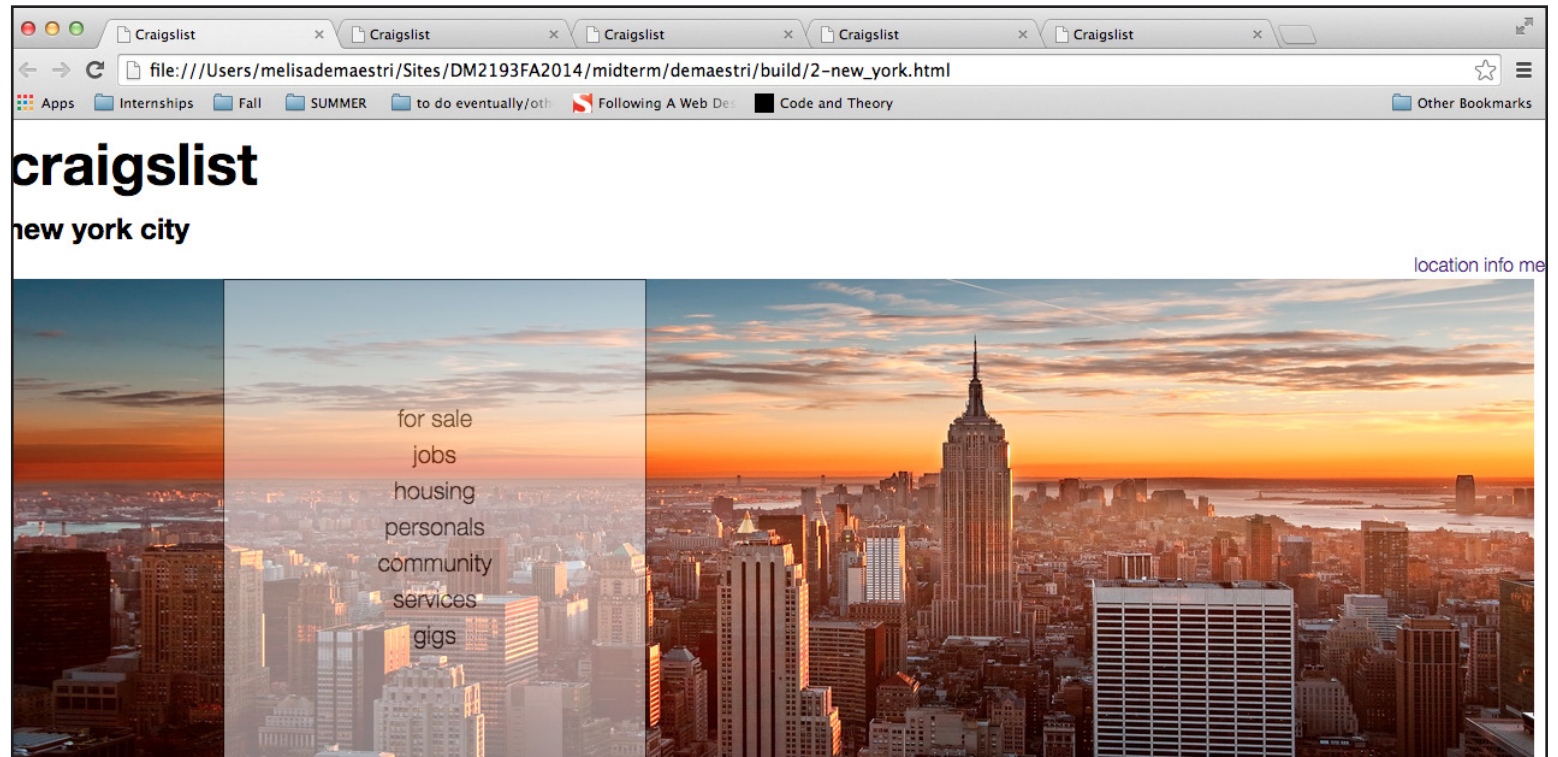 Craigslist
Craigslist
Craigslist
Craigslist
Craigslist
file:///Users/melisademaestri/Sites/DM2193FA2014/midterm/demaestri/build/2-new_york.html
Apps Internships Fall SUMMER to do eventually/oth Following A Web Des Code and Theory Other Bookmarks
craigslist
new york city
location info me
for sale
jobs
housing
personals
community
services
gigs